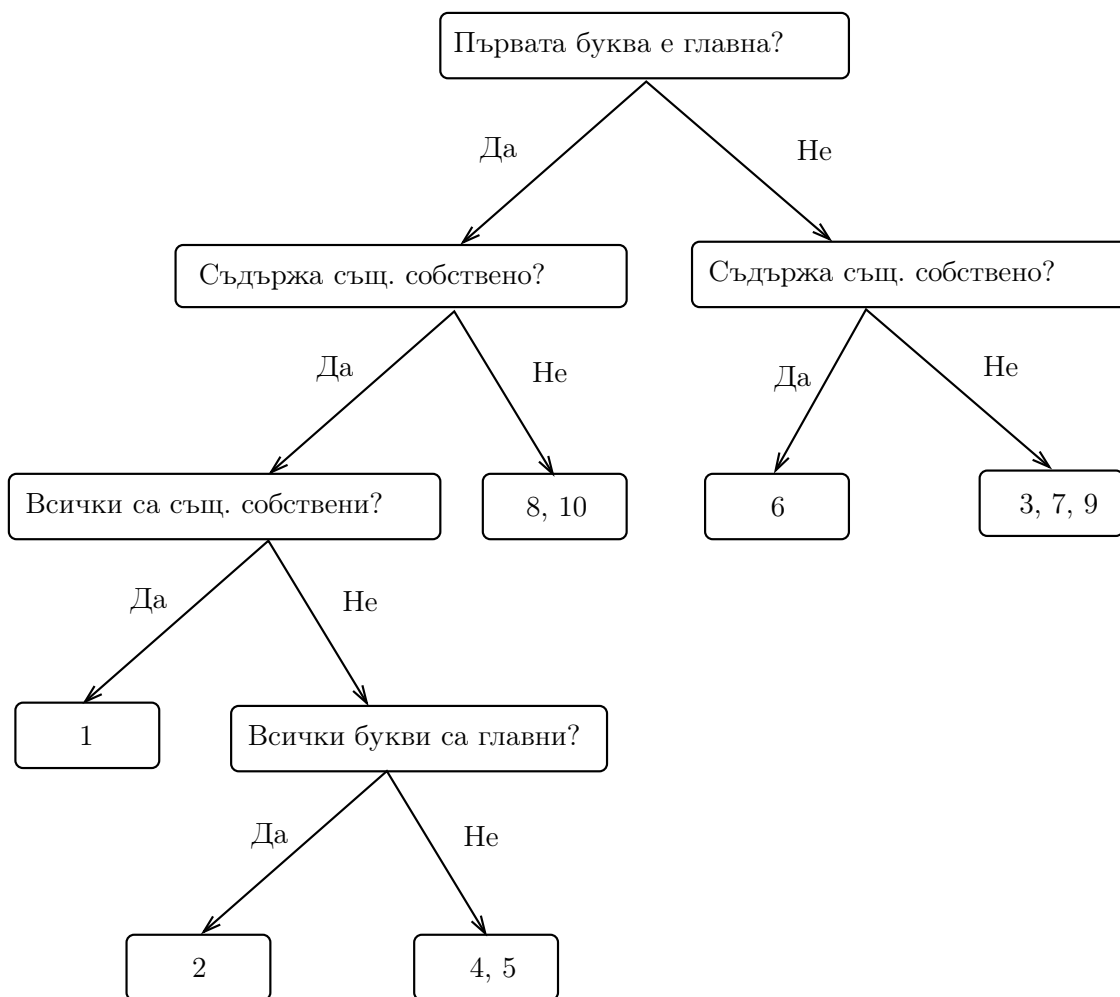 Първата буква е главна?
Да
Не
Съдържа същ. собствено?
Съдържа същ. собствено?
Да
Не
Да
Не
Всички са същ. собствени?
8, 10
6
3, 7, 9
Да
Не
1
Всички букви са главни?
Да
Не
2
4, 5